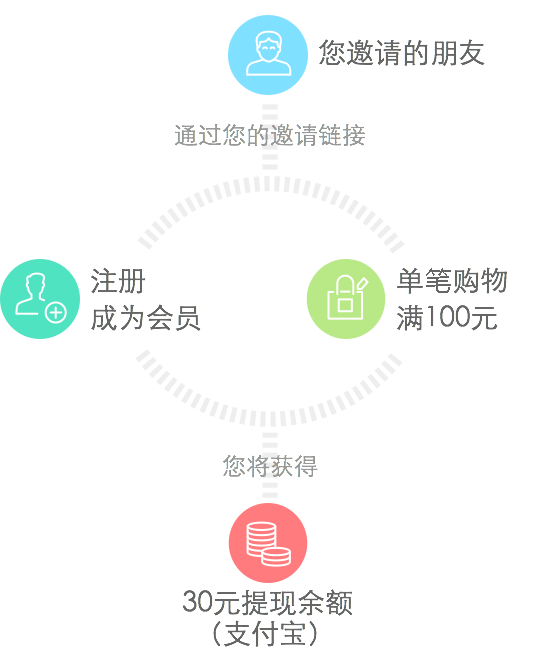 您邀请的朋友
通过您的邀请链接
注册
成为会员
单笔购物
满100元
您将获得
30元提现余额
（支付宝）